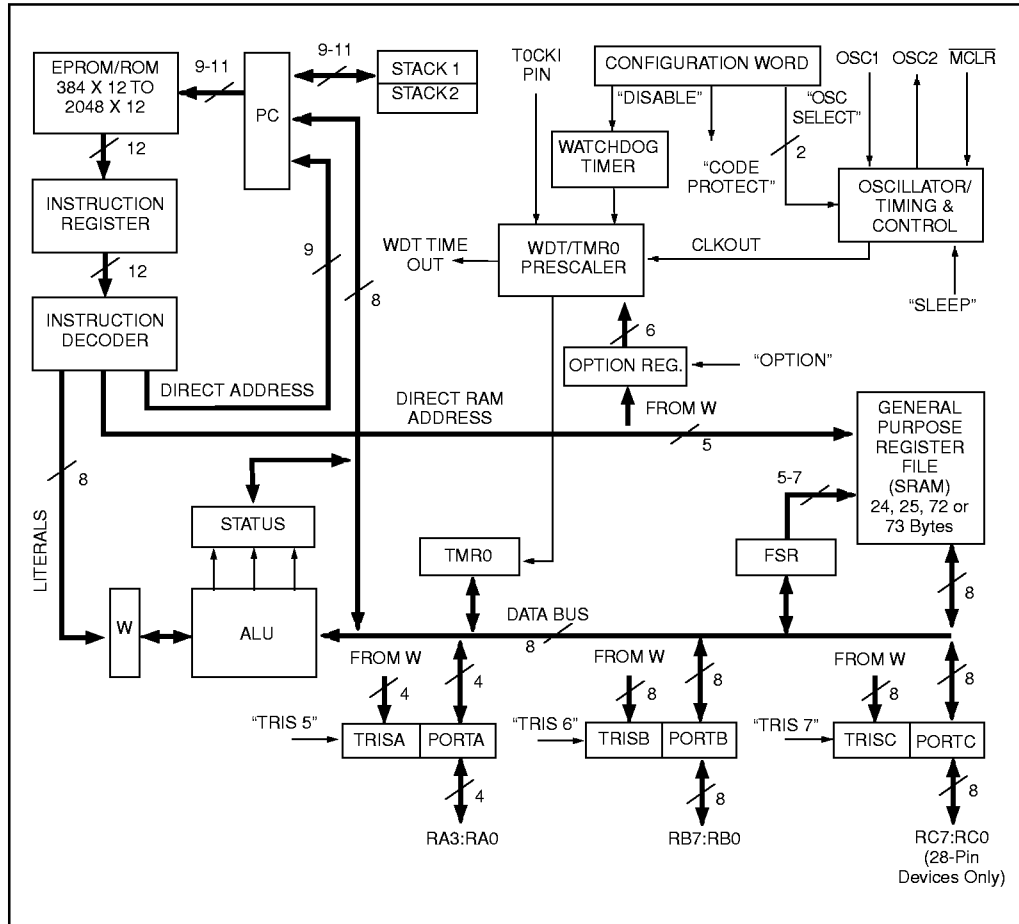 EPROM/ROM
384 X 12 TO
2048 X 12
9-11
PC
9-11
STACK 1
STACK2
T0CKI
PIN
CONFIGURATION WORD
OSC1
OSC2
MCLR
"DISABLE"
"OSC
SELECT"
WATCHDOG
TIMER
"CODE
PROTECT"
2
12
INSTRUCTION
REGISTER
OSCILLATOR/
TIMING &
CONTROL
9
8
WDT TIME
OUT
WDT/TMR0
PRESCALER
CLKOUT
12
"SLEEP"
INSTRUCTION
DECODER
6
OPTION REG.
"OPTION"
DIRECT ADDRESS
DIRECT RAM
ADDRESS
FROM W
5
GENERAL
PURPOSE
REGISTER
FILE
(SRAM)
24, 25, 72 or
73 Bytes
8
LITERALS
5-7
STATUS
TMR0
FSR
8
W
ALU
DATA BUS
8
FROM W
4
4
FROM W
8
8
FROM W
8
8
"TRIS 5"
TRISA
PORTA
"TRIS 6"
TRISB
PORTB
"TRIS 7"
TRISC
PORTC
4
8
8
RA3:RA0
RB7:RB0
RC7:RC0
(28-Pin
Devices Only)